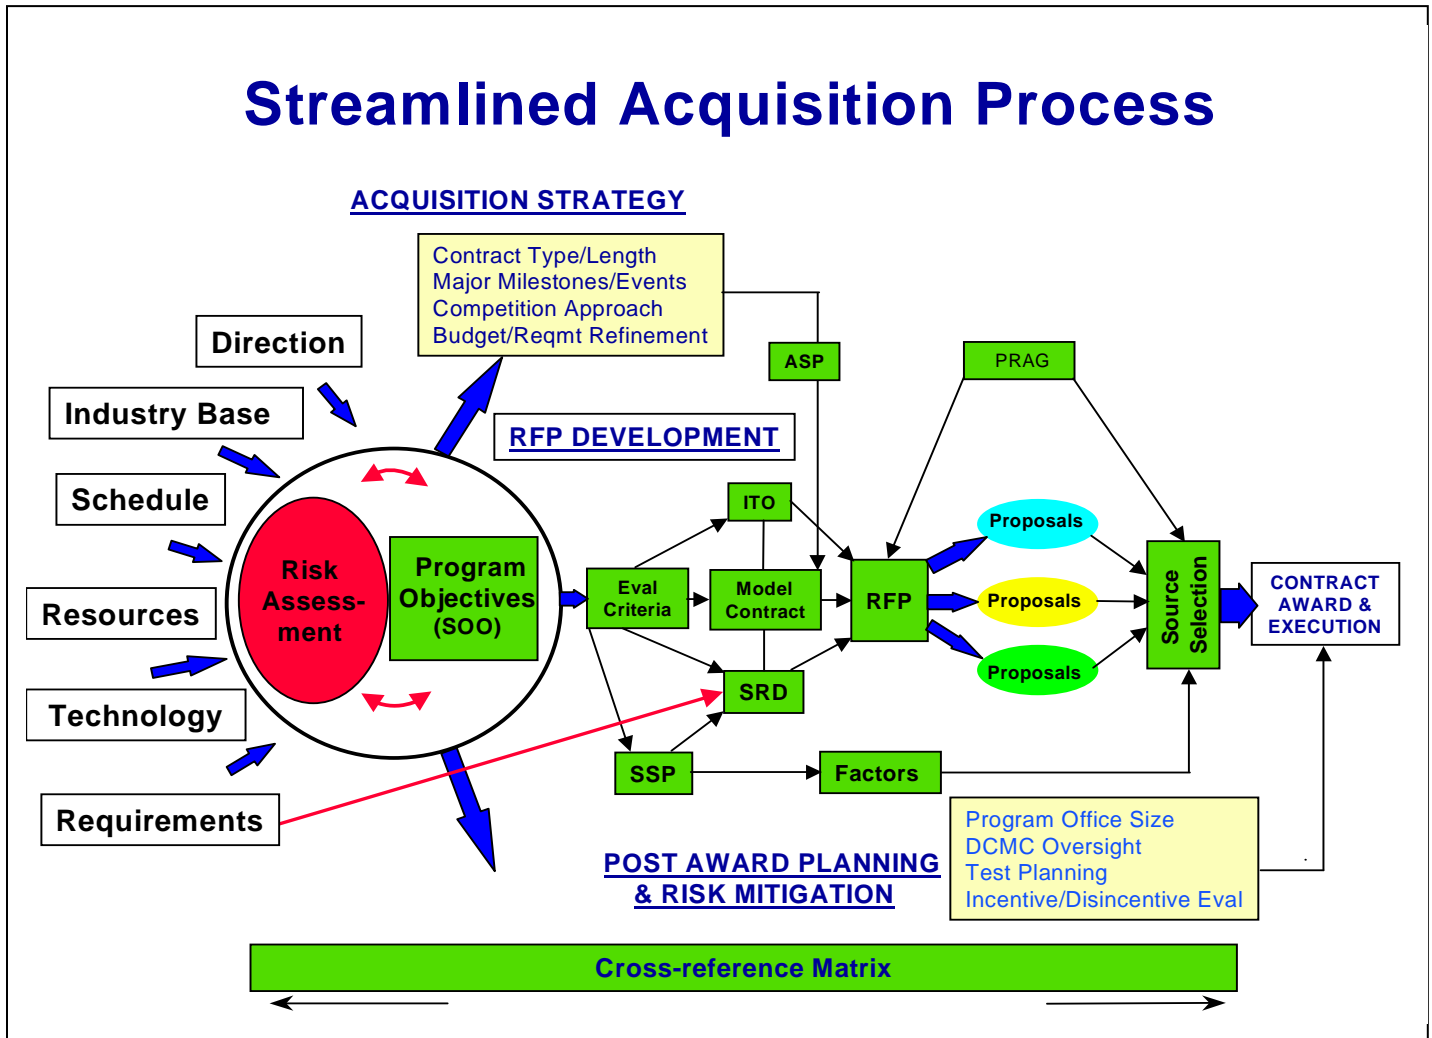 Streamlined Acquisition Process
ACQUISITION STRATEGY
Contract Type/Length
Major Milestones/Events
Competition Approach
Budget/Reqmt Refinement
Direction
Industry Base
Schedule
Resources
Technology
Requirements
Risk
Assess-
ment
Program
Objectives
(SOO)
RFP DEVELOPMENT
ASP
PRAG
ITO
Eval
Criteria
Model
Contract
SRD
SSP
Factors
RFP
Proposals
Proposals
Proposals
Source
Selection
CONTRACT
AWARD &
EXECUTION
POST AWARD PLANNING
& RISK MITIGATION
Program Office Size
DCMC Oversight
Test Planning
Incentive/Disincentive Eval
Cross-reference Matrix